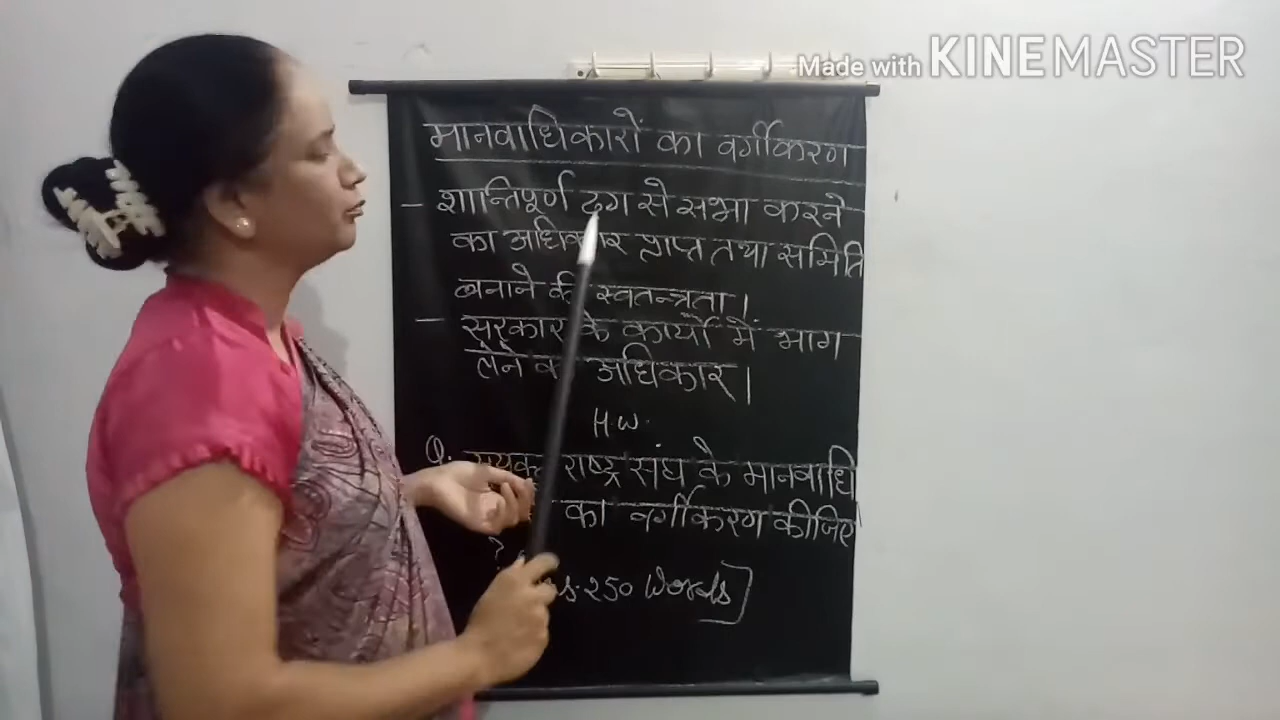 Made with KINEMASTER
मानवाधिकारों का वर्गीकरण
– शान्तिपूर्ण ढग से सभा करने
का अधिकार प्राप्त तथा समिति
बनाने की स्वतन्त्रता।
– सरकार के कार्यो में भाग
लेने का अधिकार।
H.W.
Q. राष्ट्र संघ के मानवाधि
का वर्गीकरण कीजिए
?
250 Words]